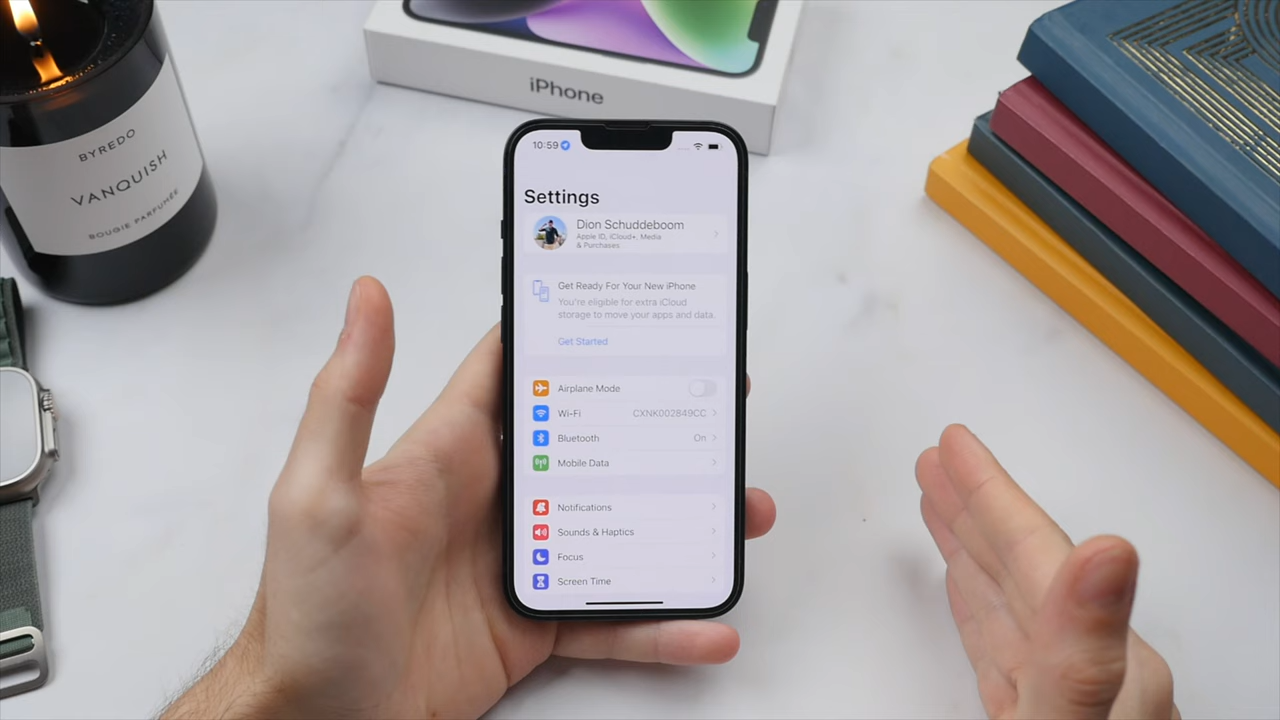 iPhone
BYREDO
VANQUISH
ROUGIE PARFUMÉE
10:59
Settings
Dion Schuddeboom
Apple ID, iCloud+, Media
& Purchases
Get Ready For Your New iPhone
You're eligible for extra iCloud
storage to move your apps and data.
Get Started
Airplane Mode
Wi-Fi CXNK002849CC
Bluetooth On
Mobile Data
Notifications
Sounds & Haptics
Focus
Screen Time